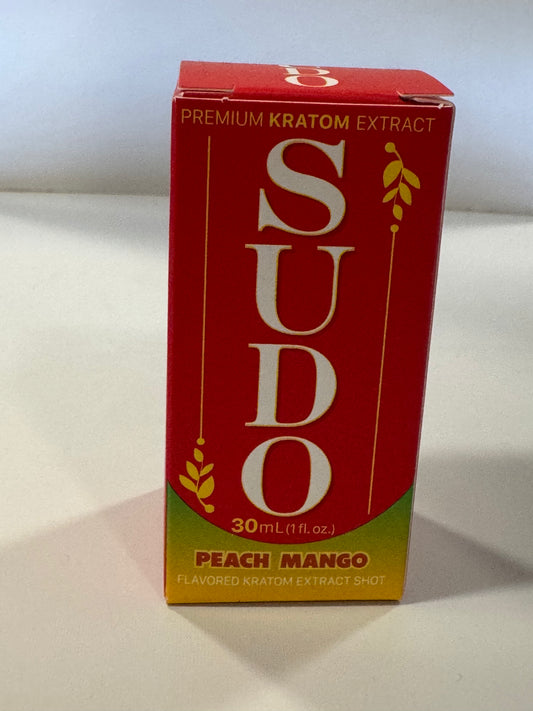 PREMIUM KRATOM EXTRACT
SUDO
30mL (1 fl. oz.)
PEACH MANGO
FLAVORED KRATOM EXTRACT SHOT